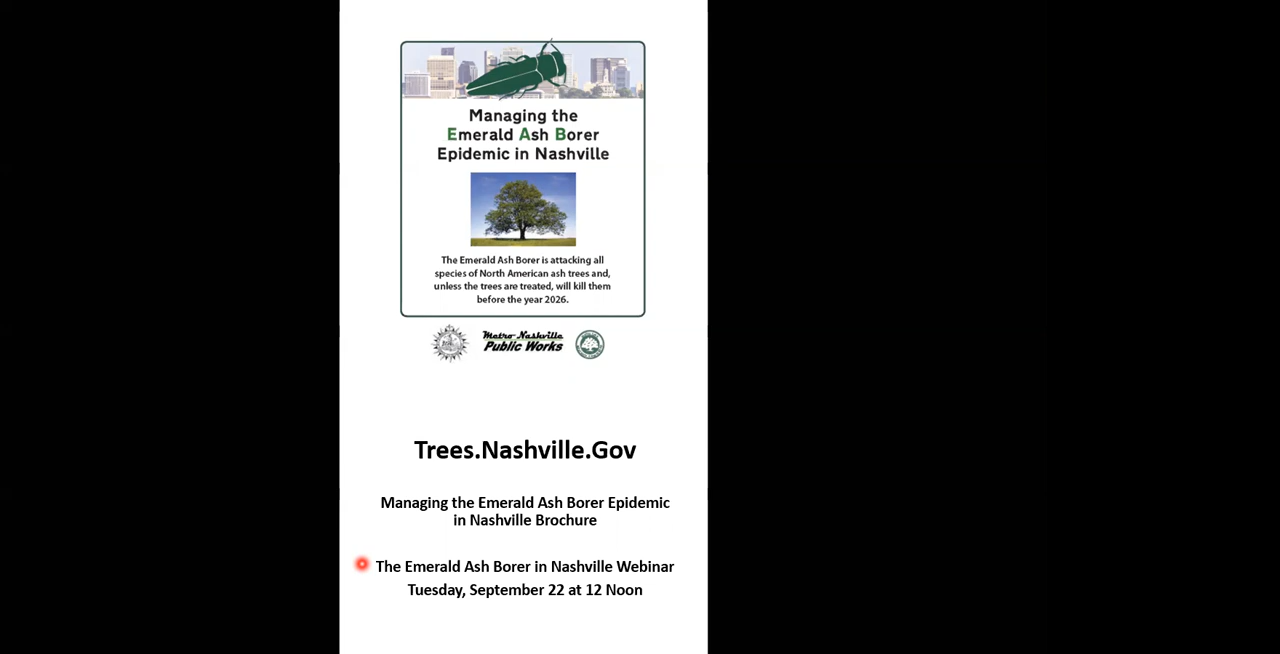 Managing the
Emerald Ash Borer
Epidemic in Nashville
The Emerald Ash Borer is attacking all
species of North American ash trees and,
unless the trees are treated, will kill them
before the year 2026.
Metro Nashville
Public Works
Trees.Nashville.Gov
Managing the Emerald Ash Borer Epidemic
in Nashville Brochure
The Emerald Ash Borer in Nashville Webinar
Tuesday, September 22 at 12 Noon